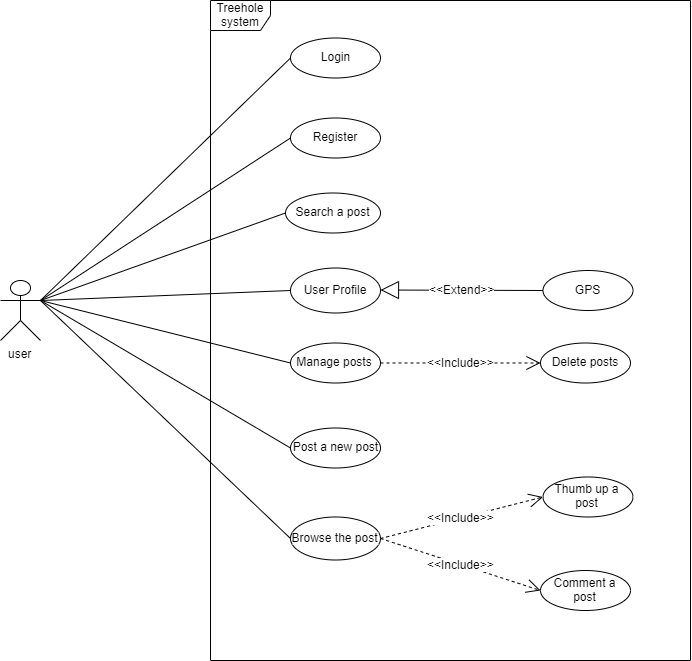 Treehole
system
Login
Register
Search a post
User Profile
<<Extend>>
GPS
user
Manage posts
<<Include>>
Delete posts
Post a new post
Thumb up a
post
<<Include>>
Browse the post
<<Include>>
Comment a
post